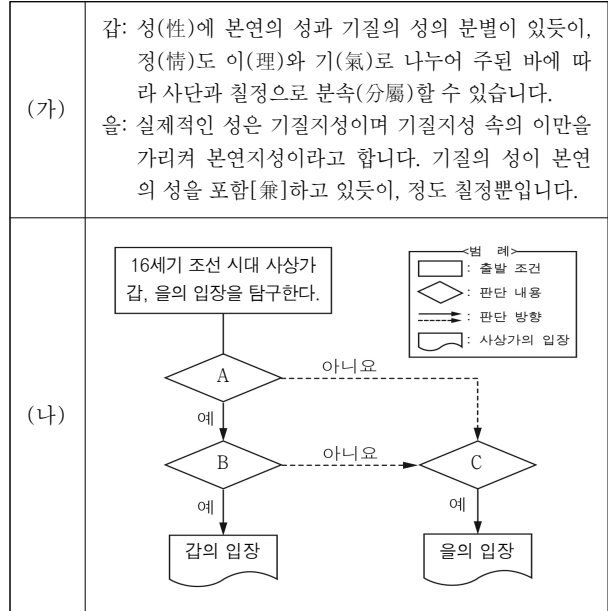 (가)
갑: 성(性)에 본연의 성과 기질의 성의 분별이 있듯이,
정(情)도 이(理)와 기(氣)로 나누어 주된 바에 따
라 사단과 칠정으로 분속(分屬)할 수 있습니다.
을: 실제적인 성은 기질지성이며 기질지성 속의 이만을
가리켜 본연지성이라고 합니다. 기질의 성이 본연
의 성을 포함[兼]하고 있듯이, 정도 칠정뿐입니다.
(나)
16세기 조선 시대 사상가
갑, 을의 입장을 탐구한다.
<범 례>
: 출발 조건
: 판단 내용
: 판단 방향
: 사상가의 입장
A
아니요
예
B
아니요
C
예
예
갑의 입장
을의 입장